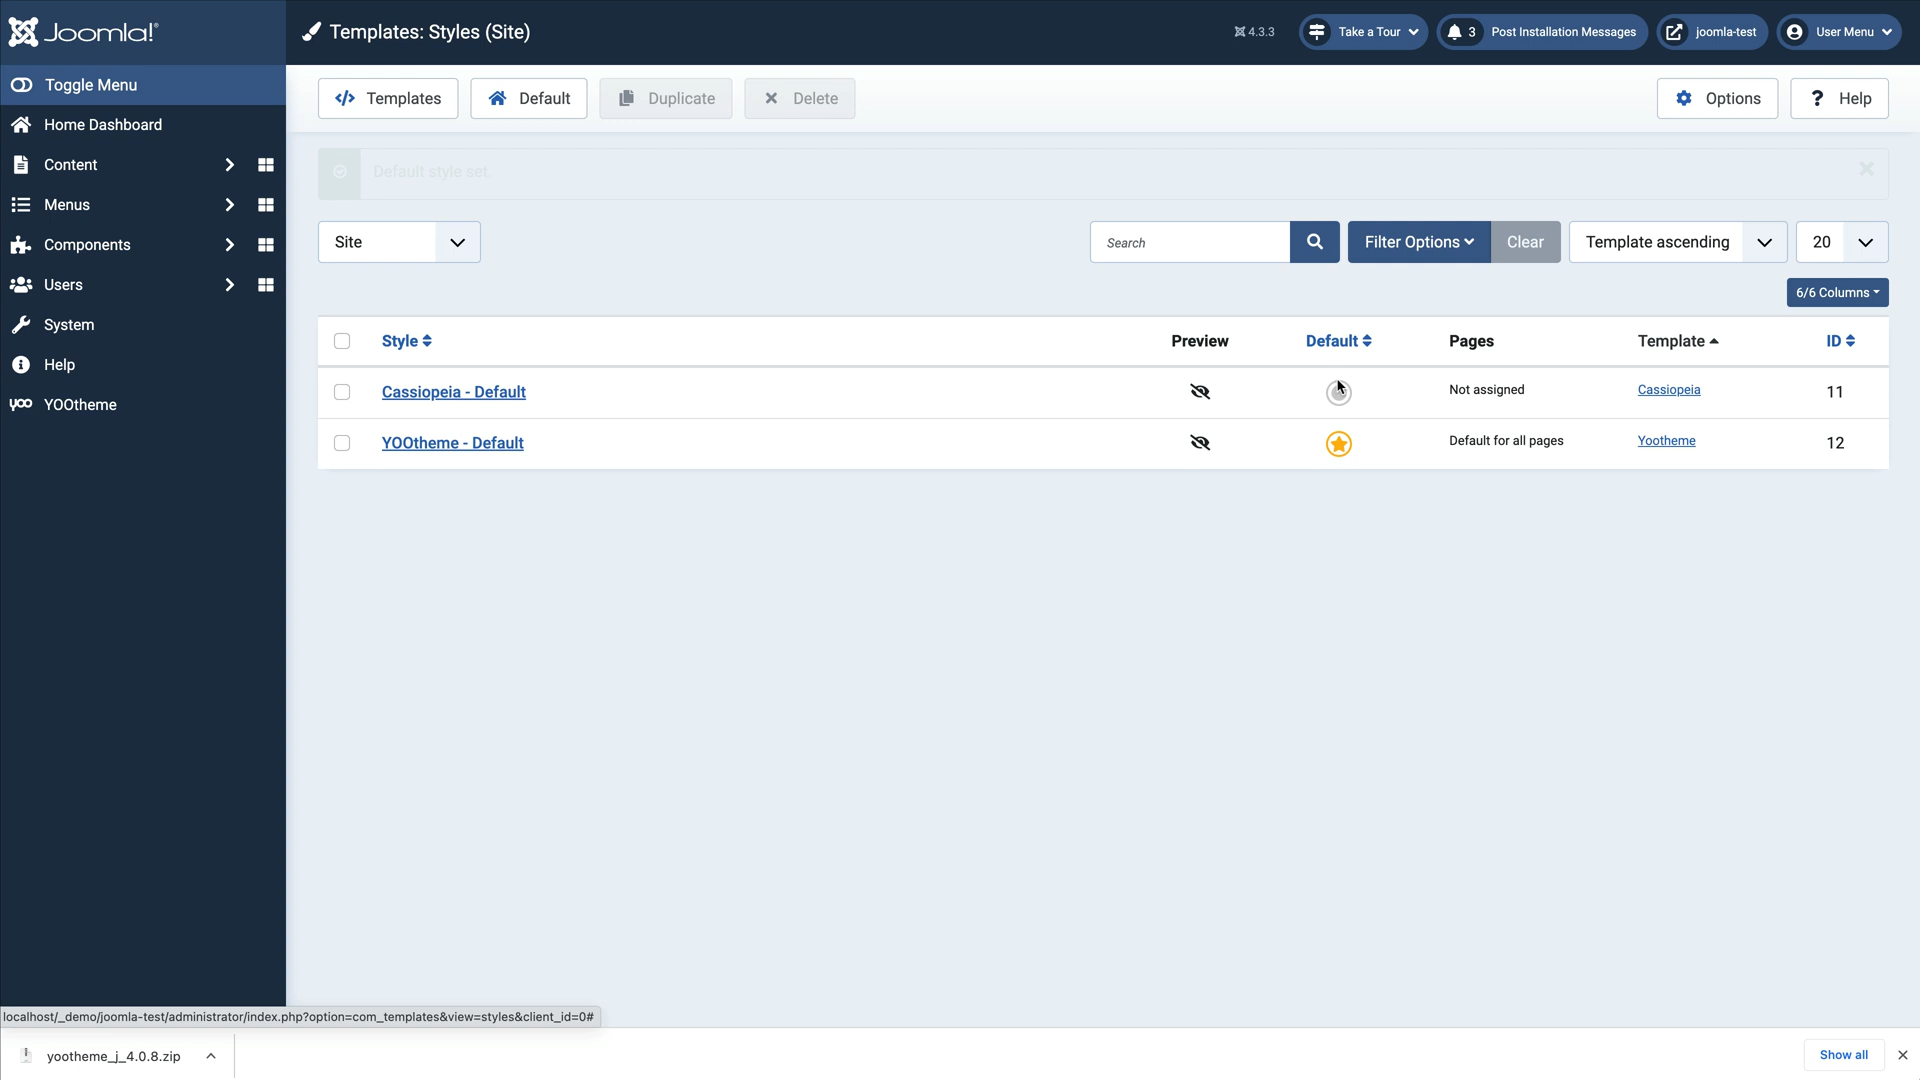 Joomla!®
Templates: Styles (Site)
4.3.3
Take a Tour
3 Post Installation Messages
joomla-test
User Menu
Toggle Menu
Templates
Default
Duplicate
Delete
Options
? Help
Home Dashboard
Content
Menus
Components
Users
System
Help
yoo YOOtheme
Default style set
Site
Search
Filter Options
Clear
Template ascending
20
6/6 Columns
Style Preview Default Pages Template ID
Cassiopeia - Default Not assigned Cassiopeia 11
YOOtheme - Default Default for all pages Yootheme 12
localhost/_demo/joomla-test/administrator/index.php?option=com_templates&view=styles&client_id=0#
yootheme_j_4.0.8.zip
Show all